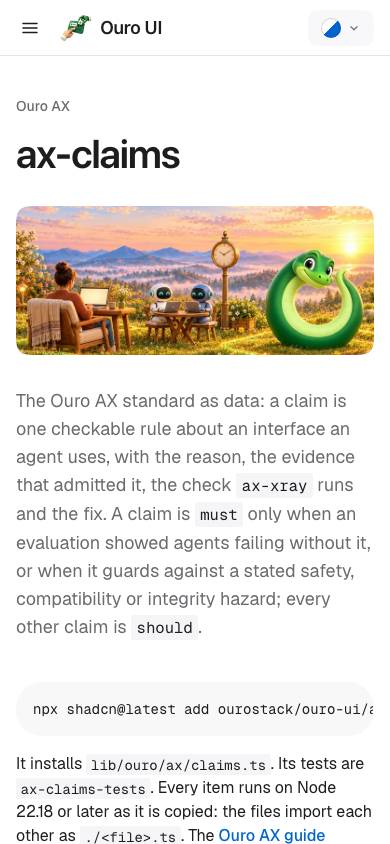 Ouro UI
Ouro AX
ax-claims
The Ouro AX standard as data: a claim is
one checkable rule about an interface an
agent uses, with the reason, the evidence
that admitted it, the check ax-xray runs
and the fix. A claim is must only when an
evaluation showed agents failing without it,
or when it guards against a stated safety,
compatibility or integrity hazard; every
other claim is should.
npx shadcn@latest add ourostack/ouro-ui/a
It installs lib/ouro/ax/claims.ts. Its tests are
ax-claims-tests. Every item runs on Node
22.18 or later as it is copied: the files import each
other as ./<file>.ts. The Ouro AX guide